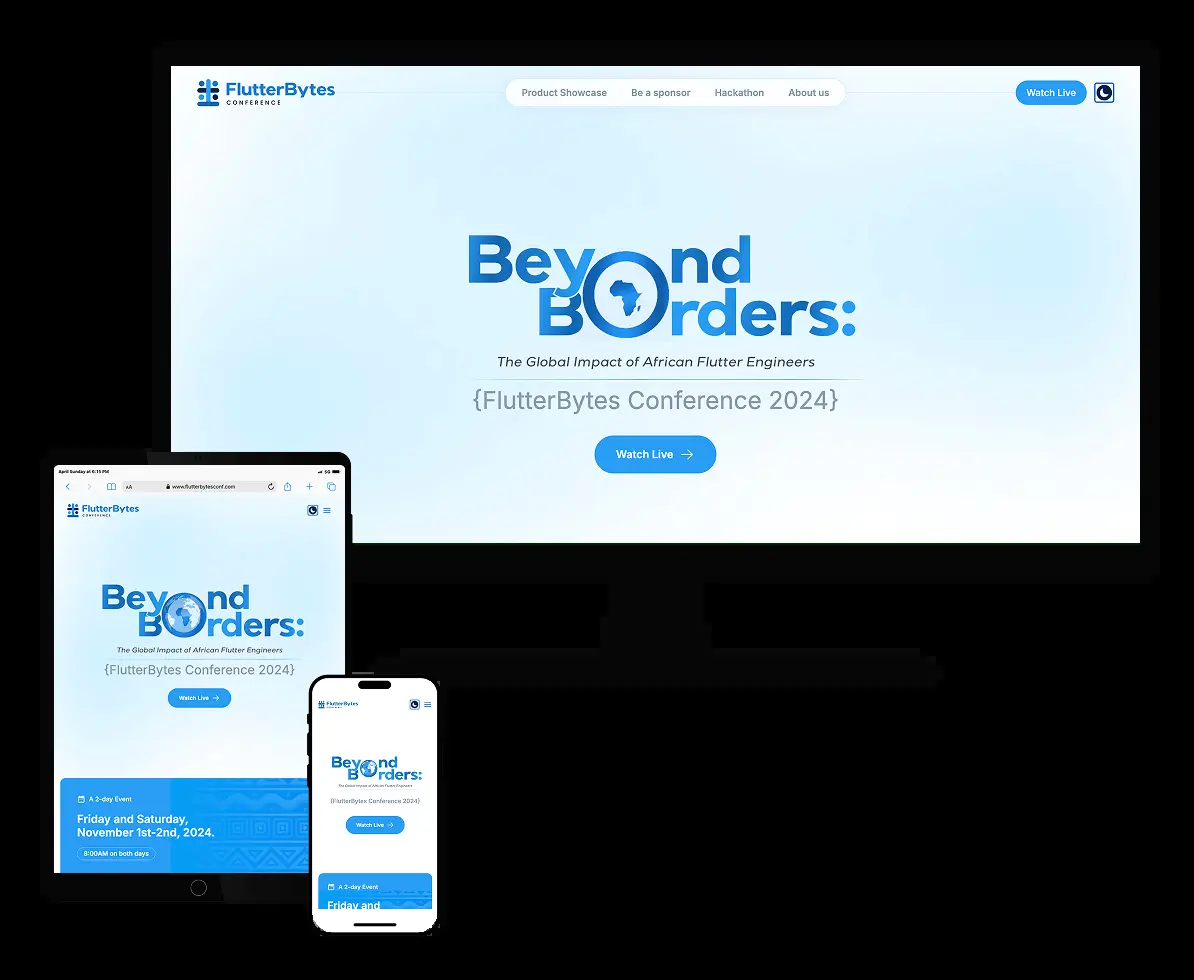 FlutterBytes
CONFERENCE
Product Showcase
Be a sponsor
Hackathon
About us
Watch Live
Beyond
Borders:
The Global Impact of African Flutter Engineers
{FlutterBytes Conference 2024}
Watch Live
April Sunday at 6:15 PM
5G
AA
www.flutterbytesconf.com
FlutterBytes
CONFERENCE
Beyond
Borders:
The Global Impact of African Flutter Engineers
{FlutterBytes Conference 2024}
Watch Live
A 2-day Event
Friday and Saturday,
November 1st-2nd, 2024.
8:00AM on both days
FlutterBytes
CONFERENCE
Beyond
Borders:
The Global Impact of African Flutter Engineers
{FlutterBytes Conference 2024}
Watch Live
A 2-day Event
Friday and